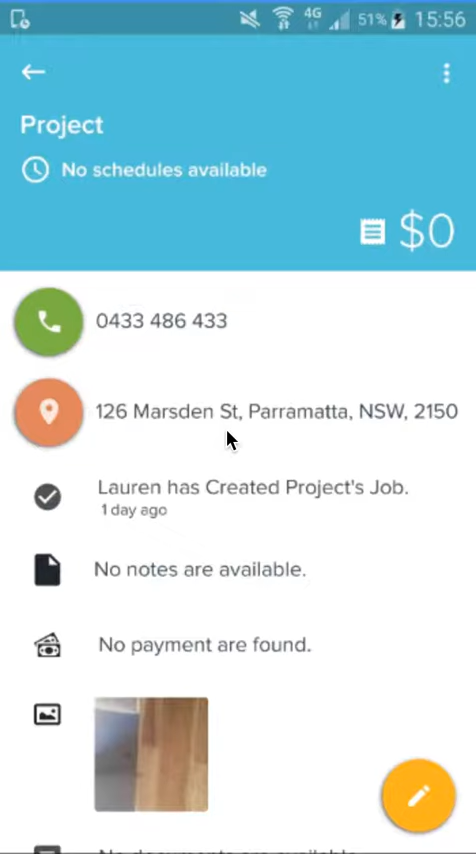 4G 51% 15:56
Project
No schedules available
$0
0433 486 433
126 Marsden St, Parramatta, NSW, 2150
Lauren has Created Project's Job.
1 day ago
No notes are available.
No payment are found.